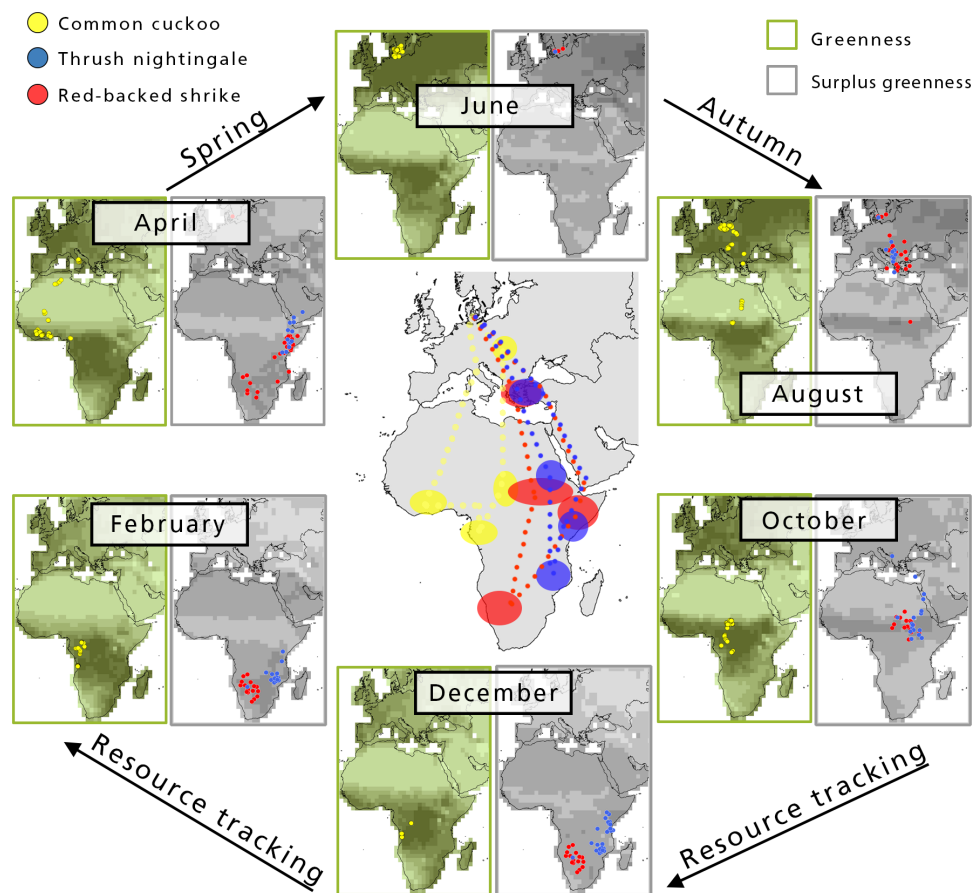 Common cuckoo
Thrush nightingale
Red-backed shrike
Greenness
Surplus greenness
Spring
June
Autumn
April
August
February
October
December
Resource tracking
Resource tracking